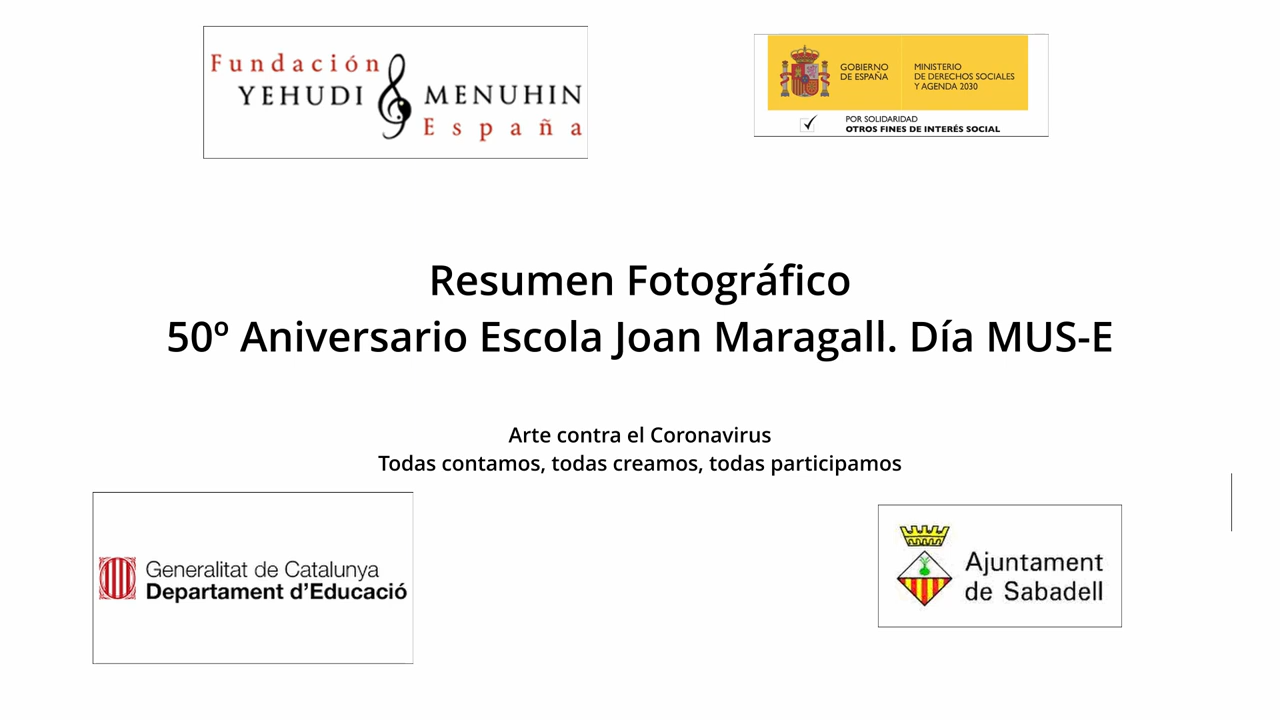 Fundación
YEHUDI MENUHIN
España
GOBIERNO
DE ESPAÑA
MINISTERIO
DE DERECHOS SOCIALES
Y AGENDA 2030
POR SOLIDARIDAD
OTROS FINES DE INTERÉS SOCIAL
Resumen Fotográfico
50º Aniversario Escola Joan Maragall. Día MUS-E
Arte contra el Coronavirus
Todas contamos, todas creamos, todas participamos
Generalitat de Catalunya
Departament d'Educació
Ajuntament
de Sabadell